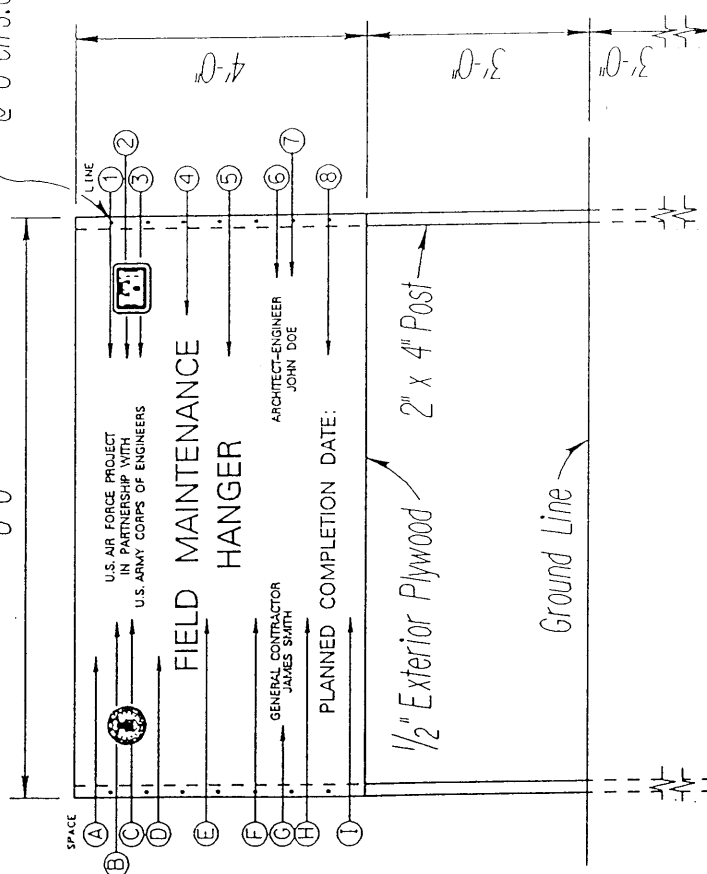 @ 6" ctrs.
SPACE
LINE
A
B
C
D
E
F
G
H
I
1
2
3
4
5
6
7
8
U.S. AIR FORCE PROJECT
IN PARTNERSHIP WITH
U.S. ARMY CORPS OF ENGINEERS
FIELD MAINTENANCE
HANGER
GENERAL CONTRACTOR
JAMES SMITH
ARCHITECT-ENGINEER
JOHN DOE
PLANNED COMPLETION DATE:
4'-0"
3'-0"
3'-0"
1/2" Exterior Plywood
2" x 4" Post
Ground Line